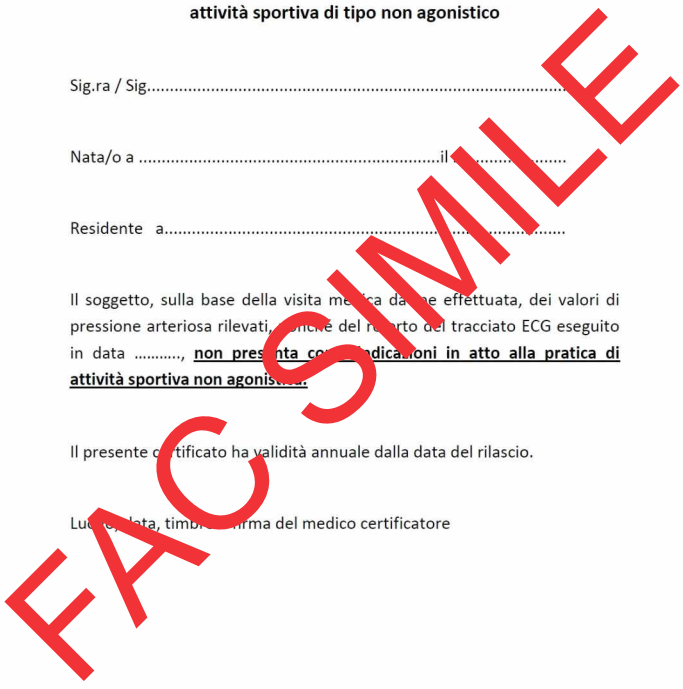 attività sportiva di tipo non agonistico
Sig.ra / Sig...........................................................................................
Nata/o a ..................................................................il .........................
Residente a.......................................................................................
Il soggetto, sulla base della visita medica da me effettuata, dei valori di
pressione arteriosa rilevati, nonché del referto del tracciato ECG eseguito
in data ..........., non presenta controindicazioni in atto alla pratica di
attività sportiva non agonistica.
Il presente certificato ha validità annuale dalla data del rilascio.
Luogo, data, timbro e firma del medico certificatore
FAC SIMILE